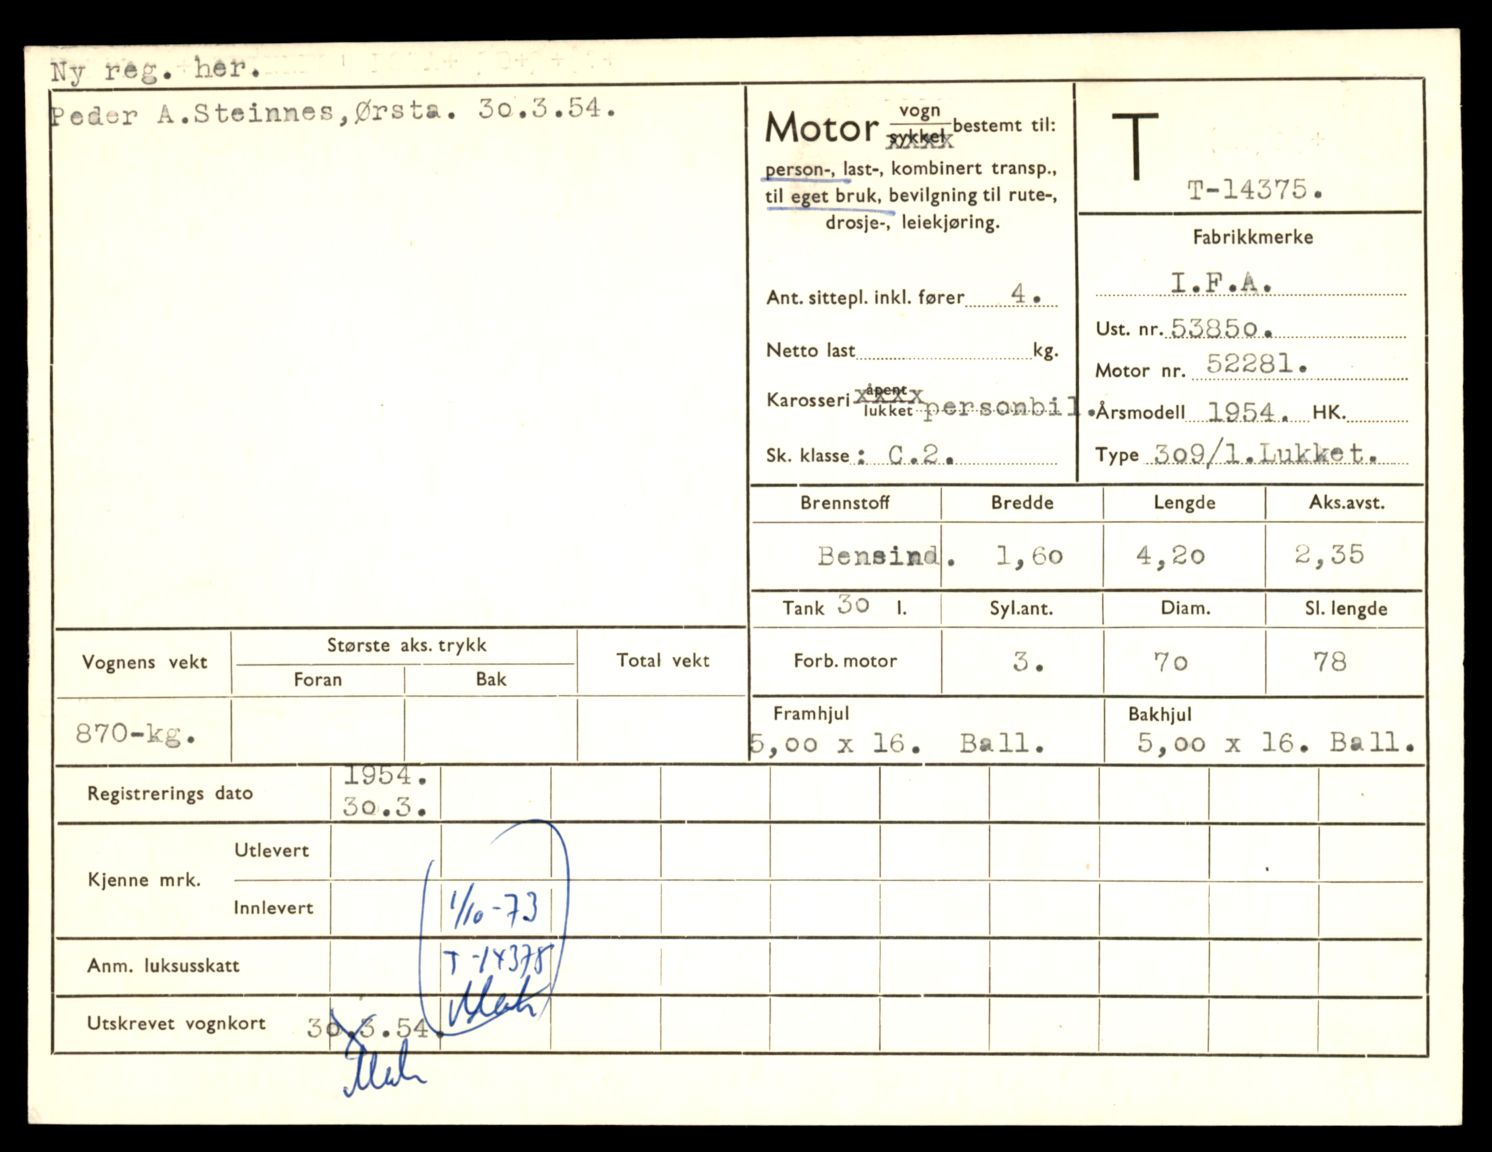 Ny reg. her.
Peder A.Steinnes,Ørsta. 30.3.54.
Motor vogn sykkel bestemt til:
person-, last-, kombinert transp.,
til eget bruk, bevilgning til rute-,
drosje-, leiekjøring.
Ant. sittepl. inkl. fører 4.
Netto last kg.
Karosseri åpent lukket personbil.
Sk. klasse : C.2.
T
T-14375.
Fabrikkmerke
I.F.A.
Ust. nr. 53850.
Motor nr. 52281.
Årsmodell 1954. HK.
Type 309/1.Lukket.
Brennstoff Bredde Lengde Aks.avst.
Bensind. 1,60 4,20 2,35
Tank 30 l. Syl.ant. Diam. Sl. lengde
Forb. motor 3. 70 78
Framhjul Bakhjul
5,00 x 16. Ball. 5,00 x 16. Ball.
Vognens vekt Største aks. trykk Total vekt
Foran Bak
870-kg.
Registrerings dato 1954.
30.3.
Kjenne mrk. Utlevert
Innlevert 1/10-73
Anm. luksusskatt T-14375
Utskrevet vognkort 30.3.54.